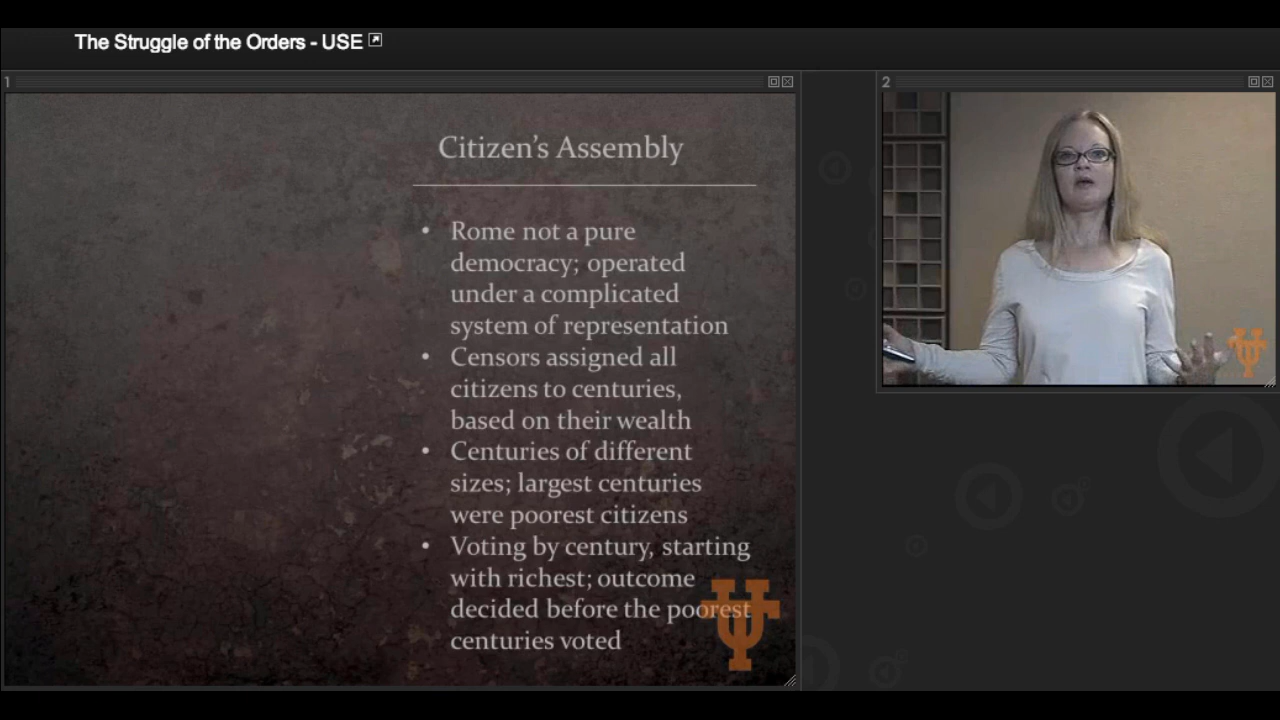 The Struggle of the Orders - USE
1
2
Citizen's Assembly
• Rome not a pure
democracy; operated
under a complicated
system of representation
• Censors assigned all
citizens to centuries,
based on their wealth
• Centuries of different
sizes; largest centuries
were poorest citizens
• Voting by century, starting
with richest; outcome
decided before the poorest
centuries voted
UT
UT